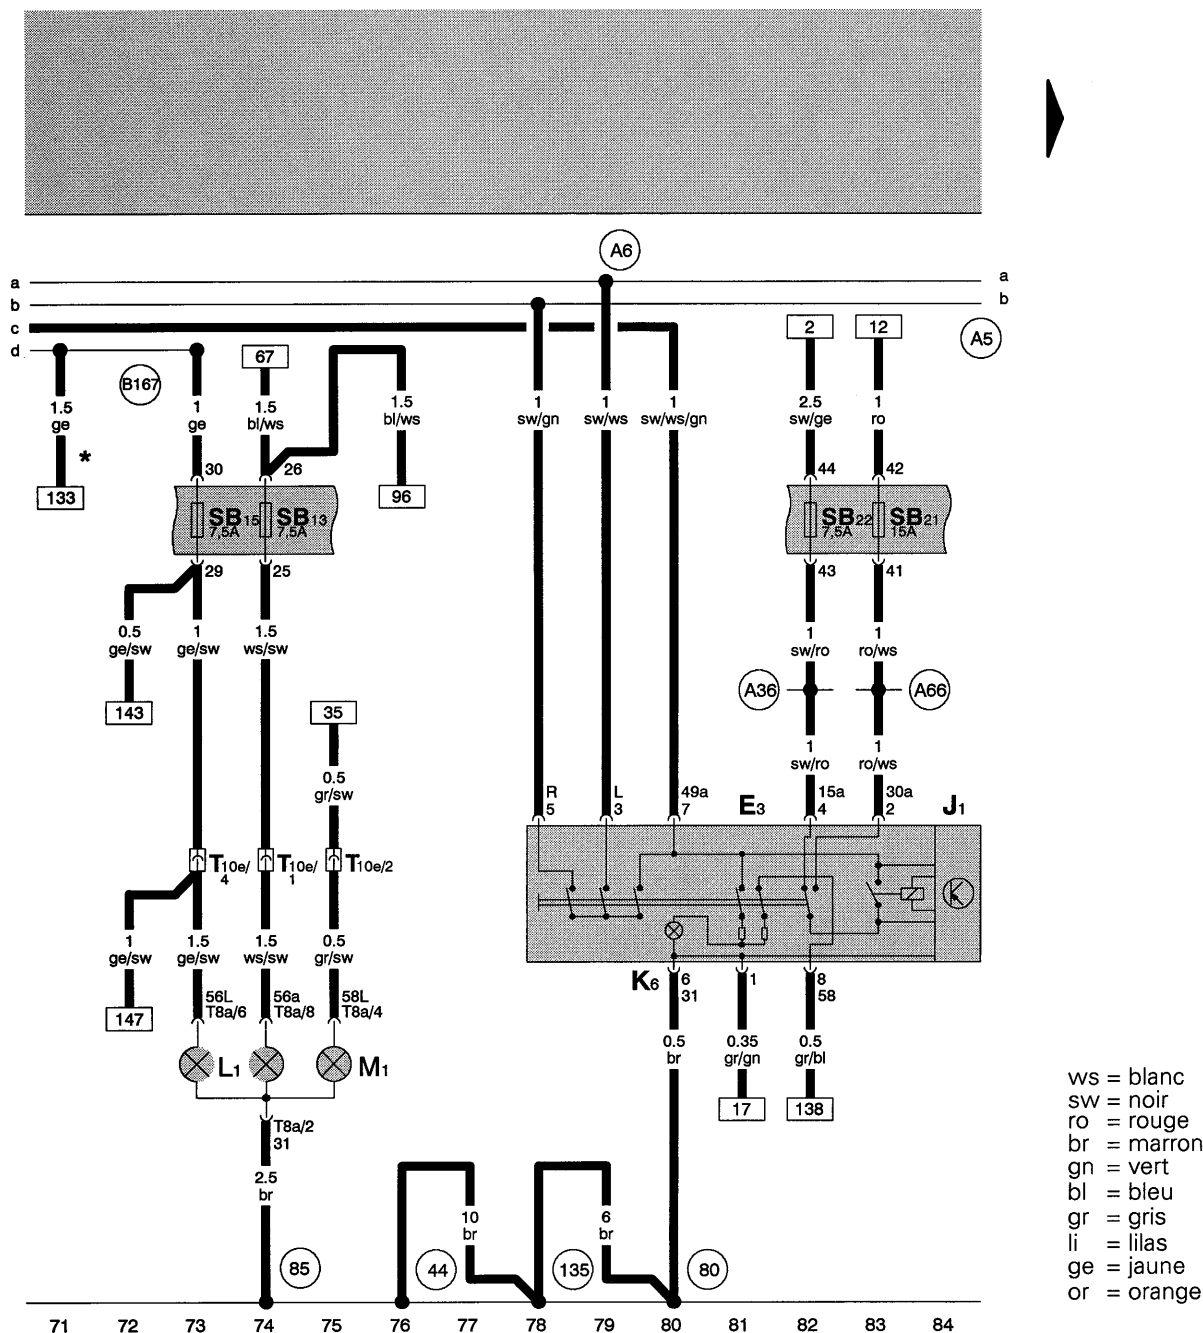 A6
a a
b b
c
d
2 12
A5
67
B167
1.5 1 1.5 1.5 1 1 1 2.5 1
ge ge bl/ws bl/ws sw/gn sw/ws sw/ws/gn sw/ge ro
*
30 26 44 42
133 96
SB15 SB13 SB22 SB21
7,5A 7,5A 7,5A 15A
29 25 43 41
0.5 1 1.5 1 1
ge/sw ge/sw ws/sw sw/ro ro/ws
A36 A66
143 35
1 1
sw/ro ro/ws
0.5
gr/sw
R L 49a E3 15a 30a J1
5 3 7 4 2
T10e/ T10e/ T10e/2
4 1
1 1.5 1.5 0.5
ge/sw ge/sw ws/sw gr/sw
K6 6 1 8
31 58
56L 56a 58L
T8a/6 T8a/8 T8a/4
147
0.5 0.35 0.5
br gr/gn gr/bl
L1 M1
17 138
T8a/2
31
2.5
br
10 6
br br
85 44 135 80
71 72 73 74 75 76 77 78 79 80 81 82 83 84
ws = blanc
sw = noir
ro = rouge
br = marron
gn = vert
bl = bleu
gr = gris
li = lilas
ge = jaune
or = orange